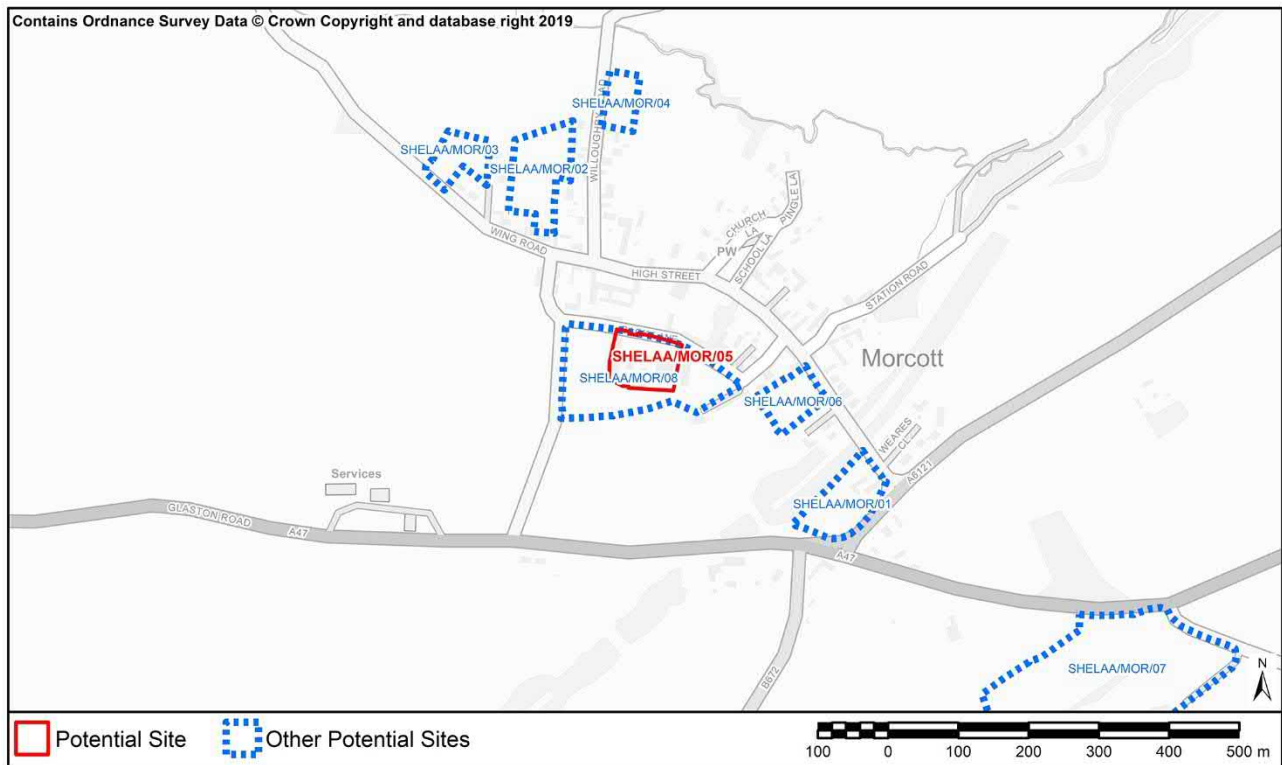 Contains Ordnance Survey Data © Crown Copyright and database right 2019
SHELAA/MOR/04
WILLOUGHBY ROAD
SHELAA/MOR/03
SHELAA/MOR/02
PINGLE LA
CHURCH LA
PW
SCHOOL LA
WING ROAD
HIGH STREET
STATION ROAD
SHELAA/MOR/05
Morcott
SHELAA/MOR/08
SHELAA/MOR/06
WEARES CL
A6121
Services
SHELAA/MOR/01
GLASTON ROAD
A47
A47
SHELAA/MOR/07
B672
N
Potential Site
Other Potential Sites
100 0 100 200 300 400 500 m